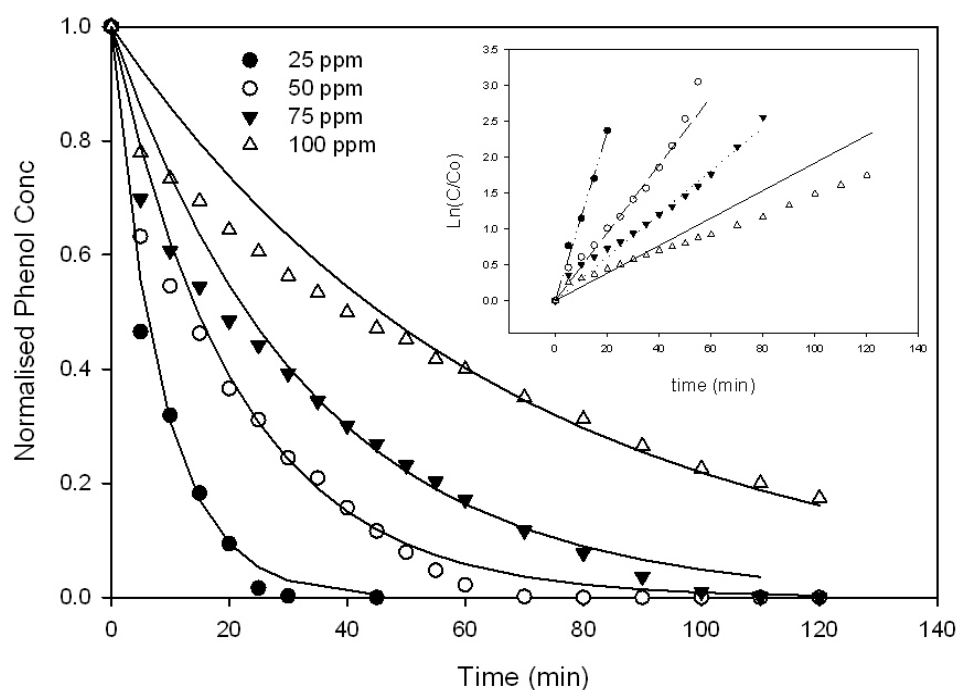 1.0
0.8
0.6
0.4
0.2
0.0
Normalised Phenol Conc
0 20 40 60 80 100 120 140
Time (min)
25 ppm
50 ppm
75 ppm
100 ppm
3.5
3.0
2.5
2.0
1.5
1.0
0.5
0.0
Ln(C/Co)
0 20 40 60 80 100 120 140
time (min)